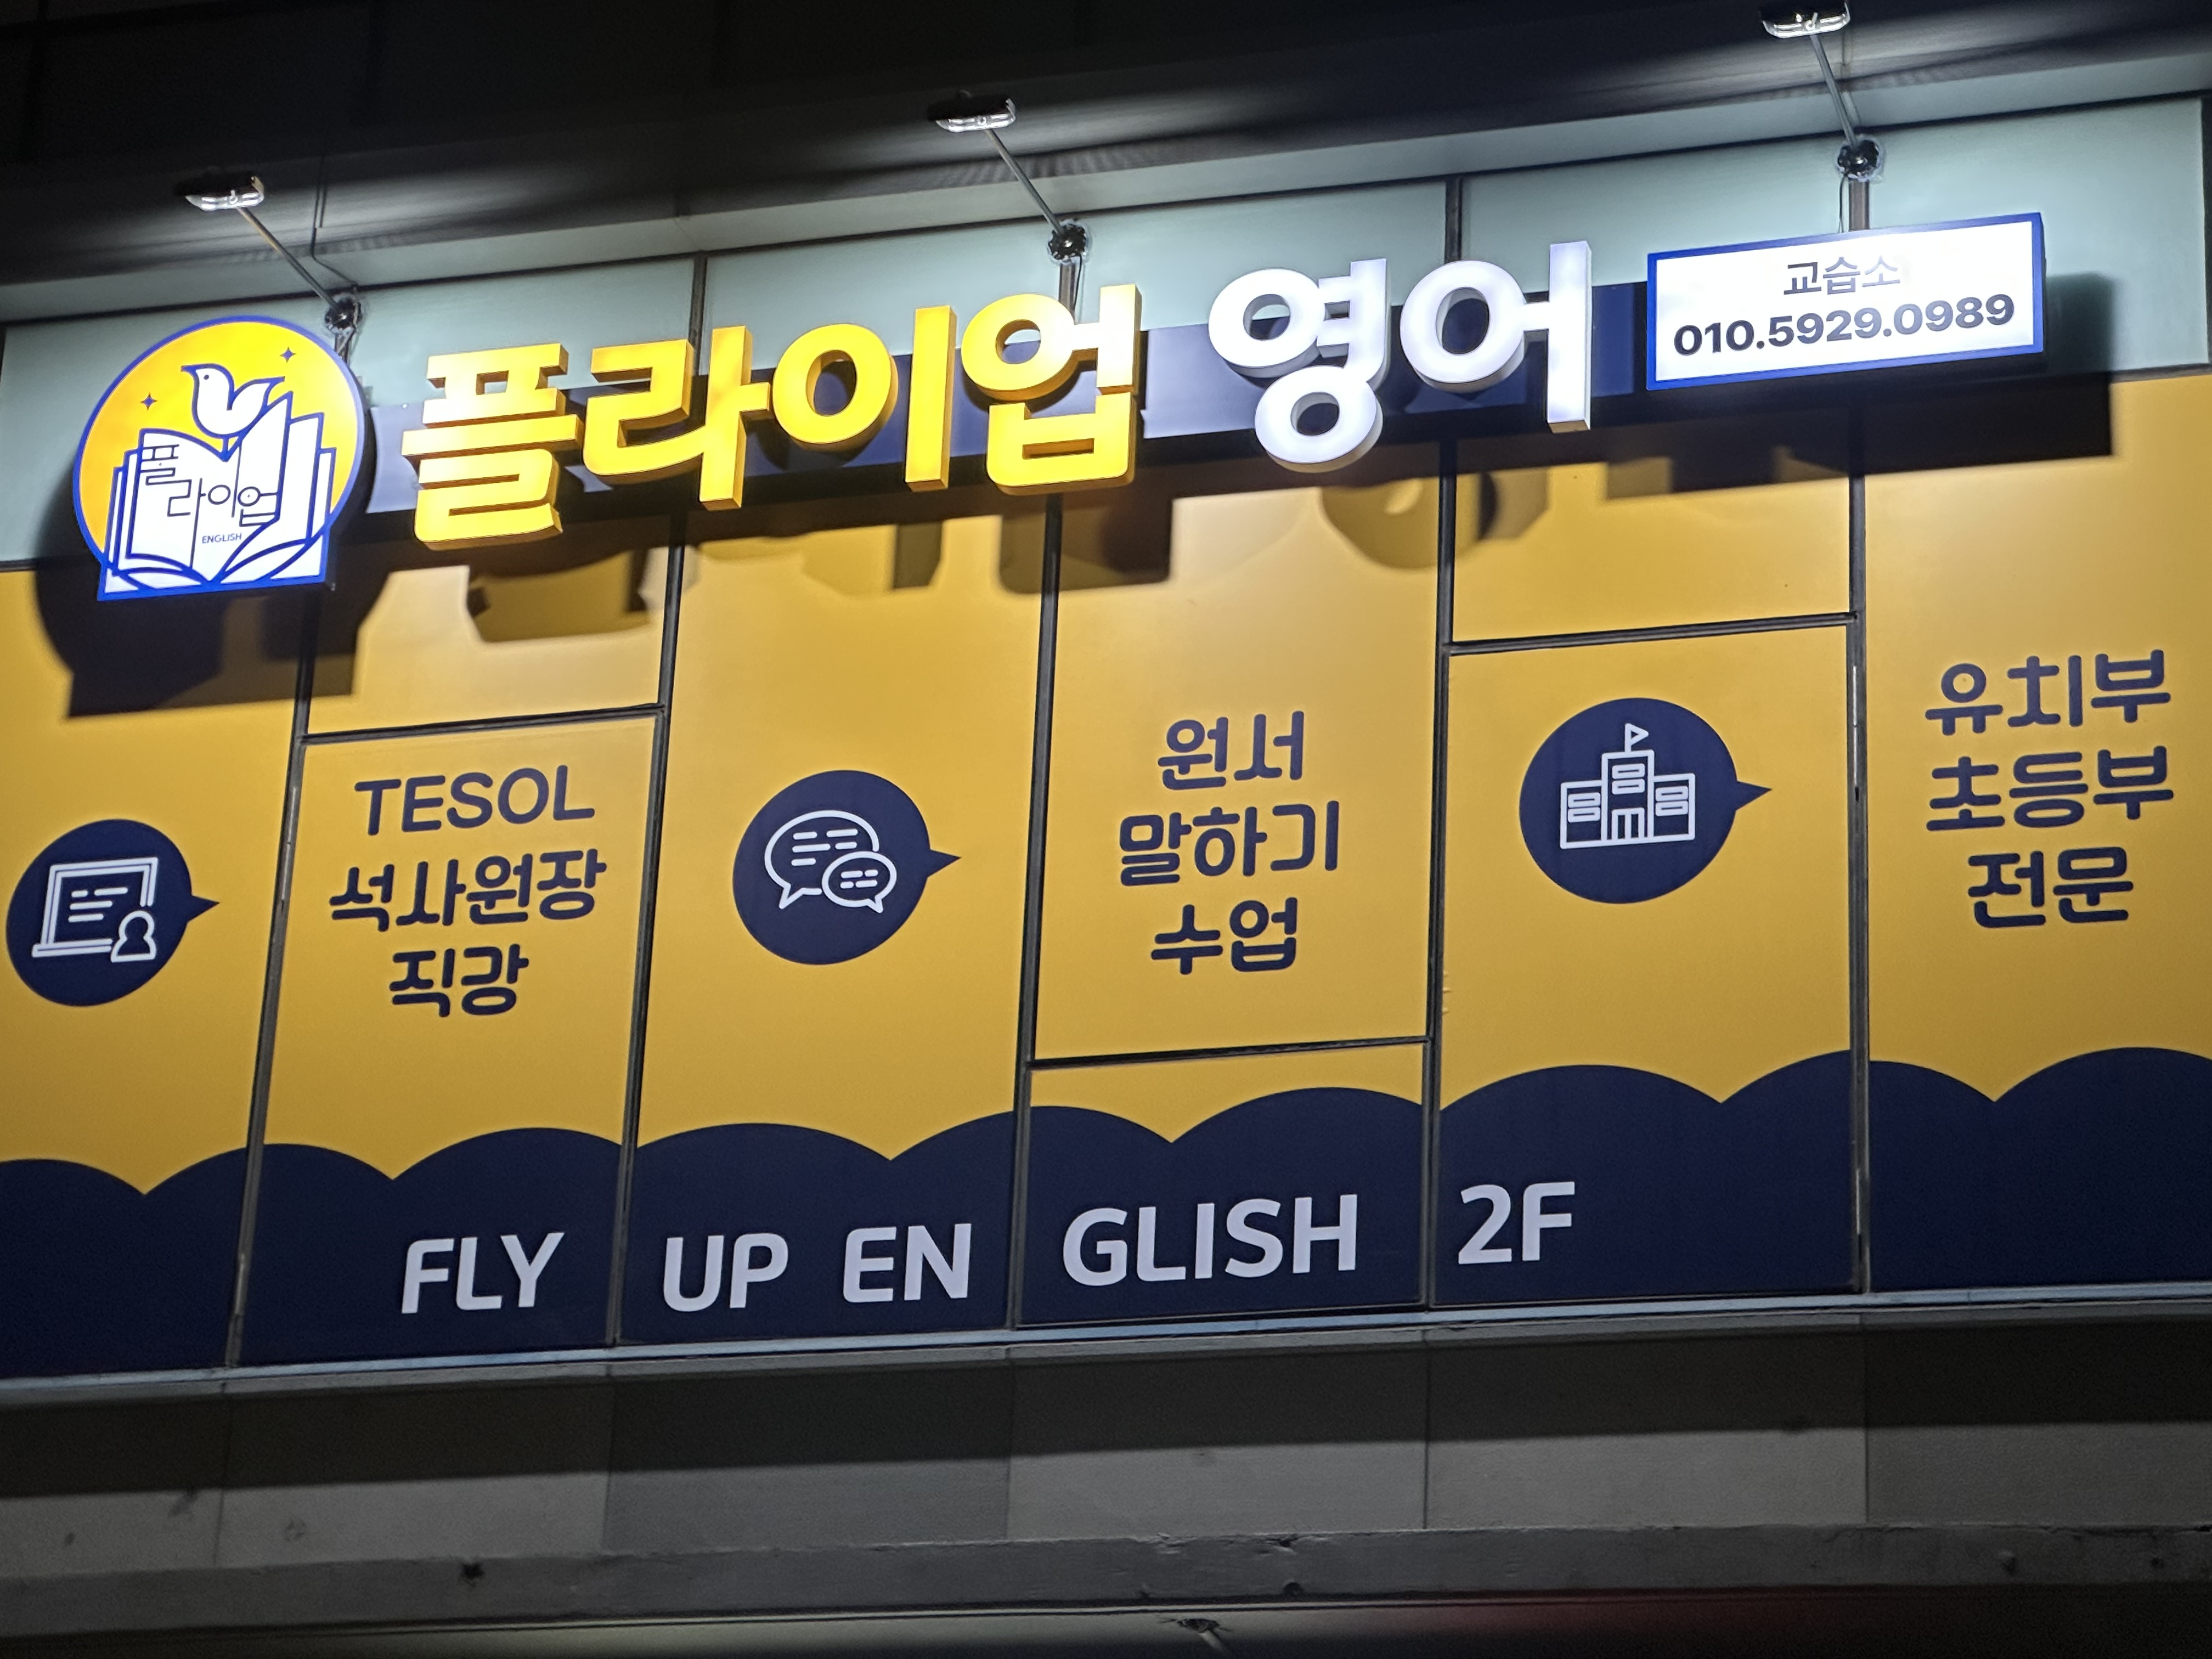 플라이업
ENGLISH
플라이업 영어
교습소
010.5929.0989
TESOL
석사원장
직강
원서
말하기
수업
유치부
초등부
전문
FLY UP EN GLISH 2F